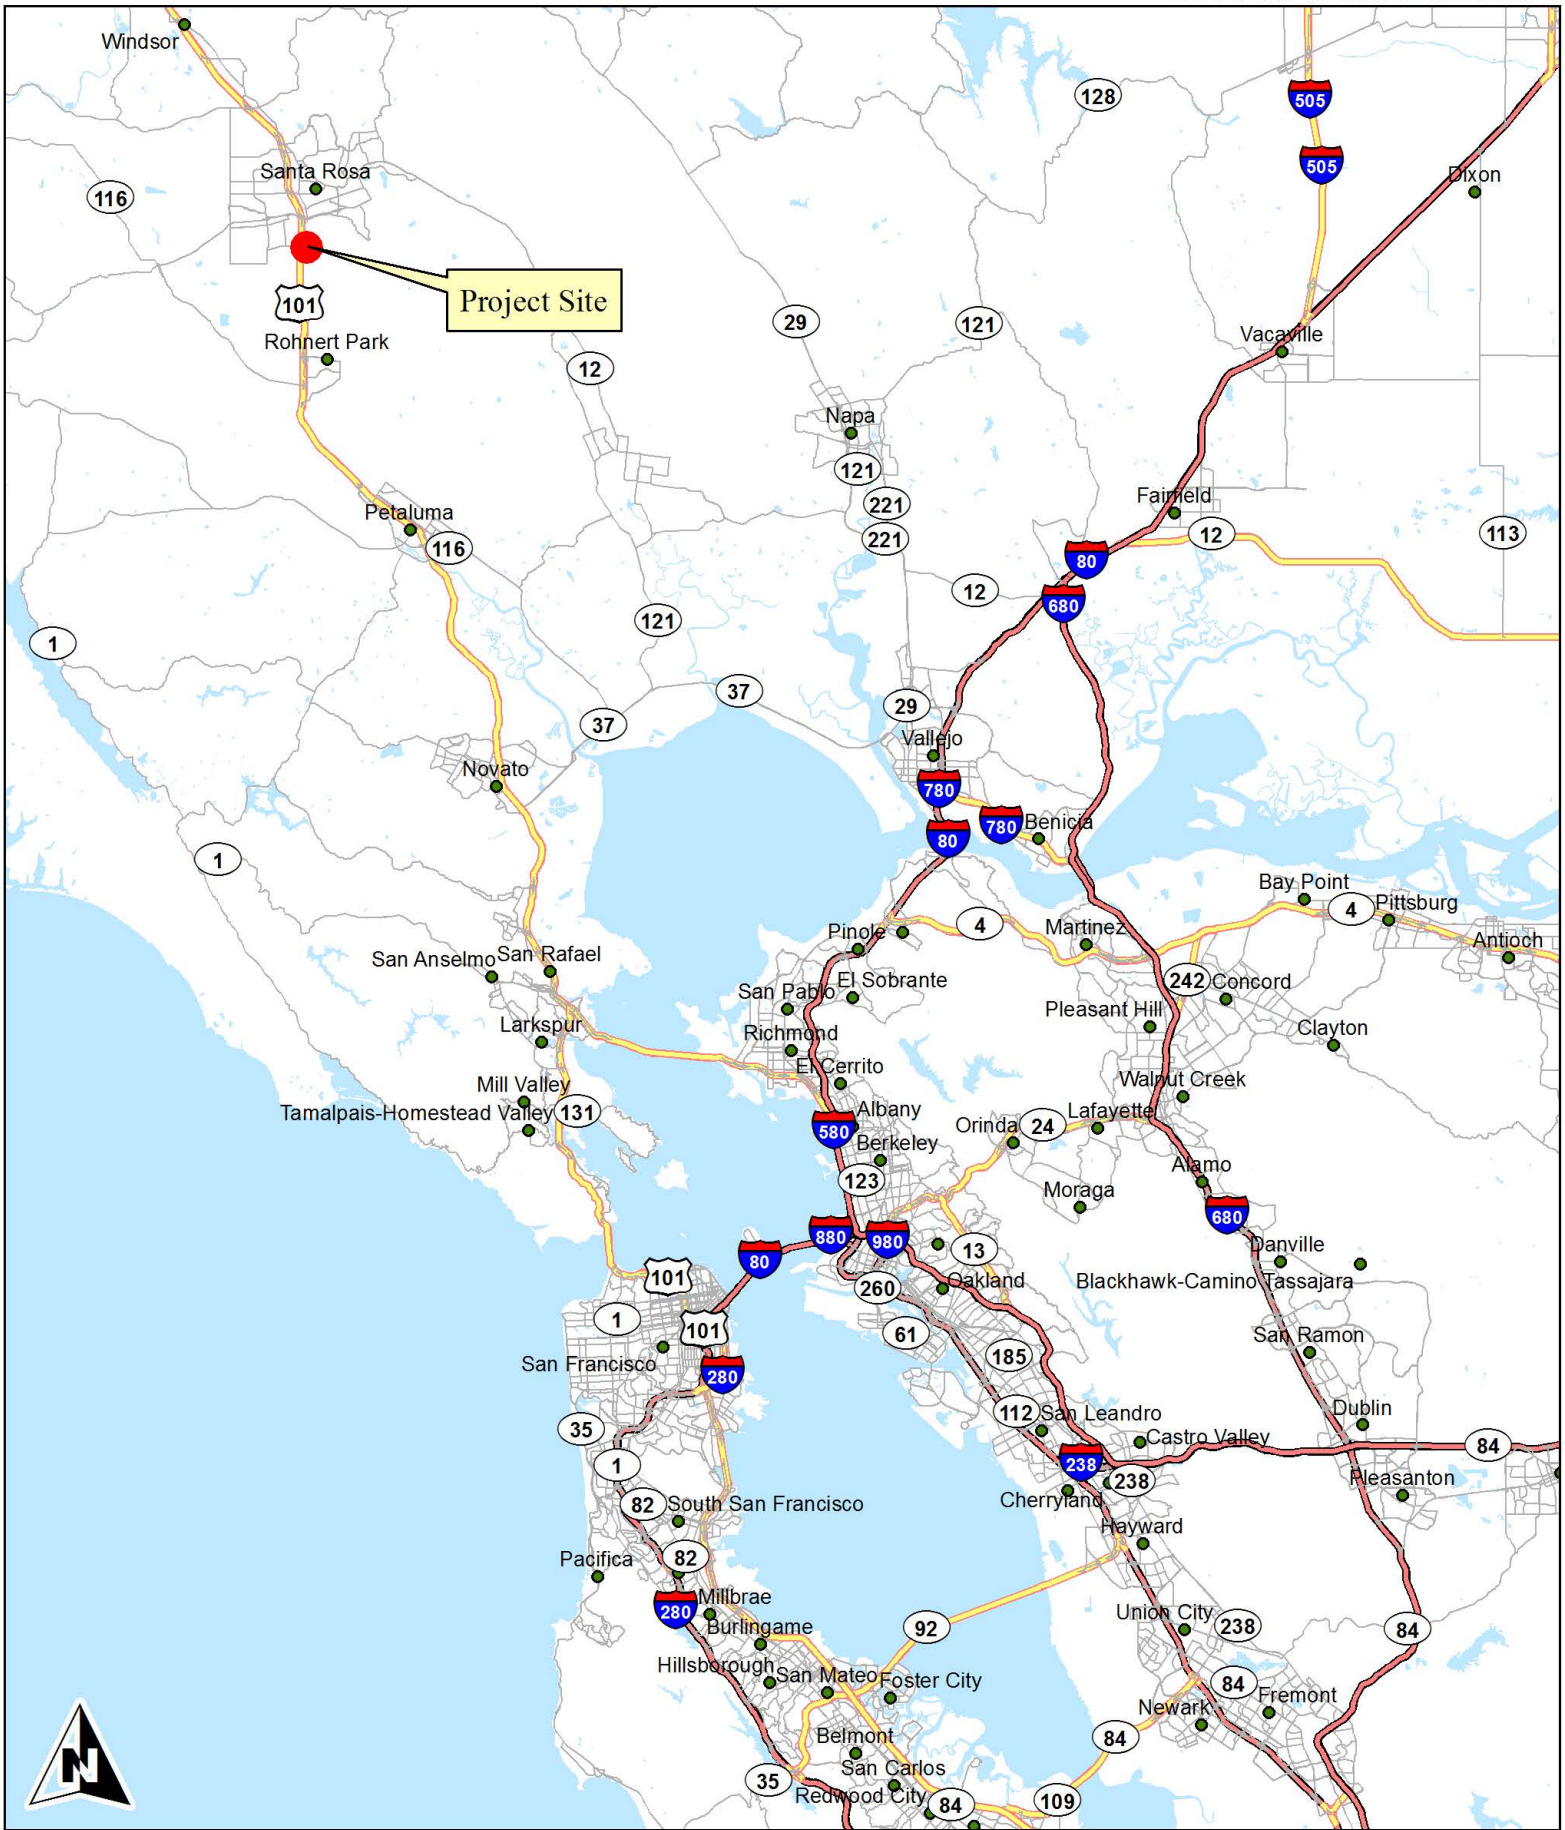 Windsor
128
505
505
Dixon
Santa Rosa
116
Project Site
101
Rohnert Park
29
121
12
Vacaville
Napa
121
221
221
Fairfield
12
113
Petaluma
116
80
680
12
121
1
37
37
29
Vallejo
Novato
780
780
Benicia
80
1
Bay Point
4
Pittsburg
4
Martinez
Antioch
Pinole
San Anselmo
San Rafael
El Sobrante
San Pablo
242
Concord
Pleasant Hill
Larkspur
Richmond
Clayton
El Cerrito
Walnut Creek
Mill Valley
Tamalpais-Homestead Valley
131
Albany
580
Berkeley
Orinda
24
Lafayette
123
Alamo
Moraga
680
880
980
13
Danville
80
101
260
Oakland
Blackhawk-Camino Tassajara
1
101
61
San Francisco
280
185
San Ramon
35
112
San Leandro
Dublin
Castro Valley
84
1
238
238
Pleasanton
Cherryland
82
South San Francisco
Hayward
Pacifica
82
280
Millbrae
Burlingame
92
Union City
238
84
Hillsborough
San Mateo
Foster City
84
Fremont
Newark
Belmont
84
San Carlos
35
Redwood City
84
109
N